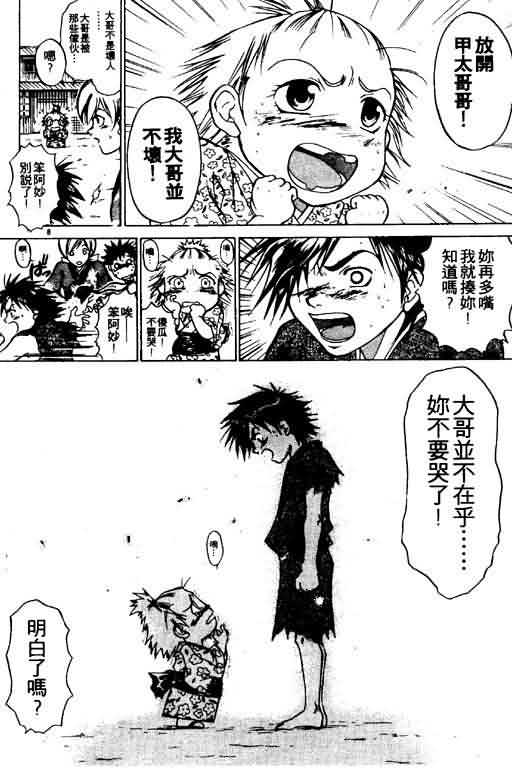 放開
甲太哥哥！
我大哥並
不壞！
大哥不是壞人
……
大哥是被
那些傢伙…
嗯？
笨阿妙！
別說了！
妳再多嘴
我就揍妳！
知道嗎？
嗚…
傻瓜！
不要哭！
唉
笨阿妙！
大哥並不在乎……
妳不要哭了！
嗚…
明白了嗎？